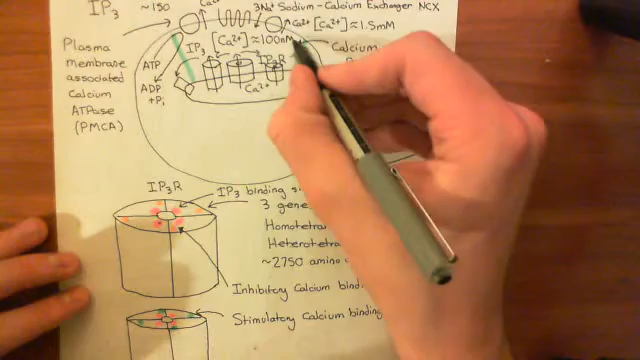 IP3 ~150 Ca2+ 3Na+ Sodium - Calcium Exchanger NCX
Ca2+ [Ca2+] ≈ 1.5mM
Plasma
membrane
associated
Calcium
ATPase
(PMCA)
ATP
ADP
+Pi
IP3 [Ca2+] ≈ 100nM
Calcium
IP3R
Ca2+
IP3R
IP3 binding
3
Homotetra
Heterotetra
~2750 amino
Inhibitory Calcium
Stimulatory Calcium binding